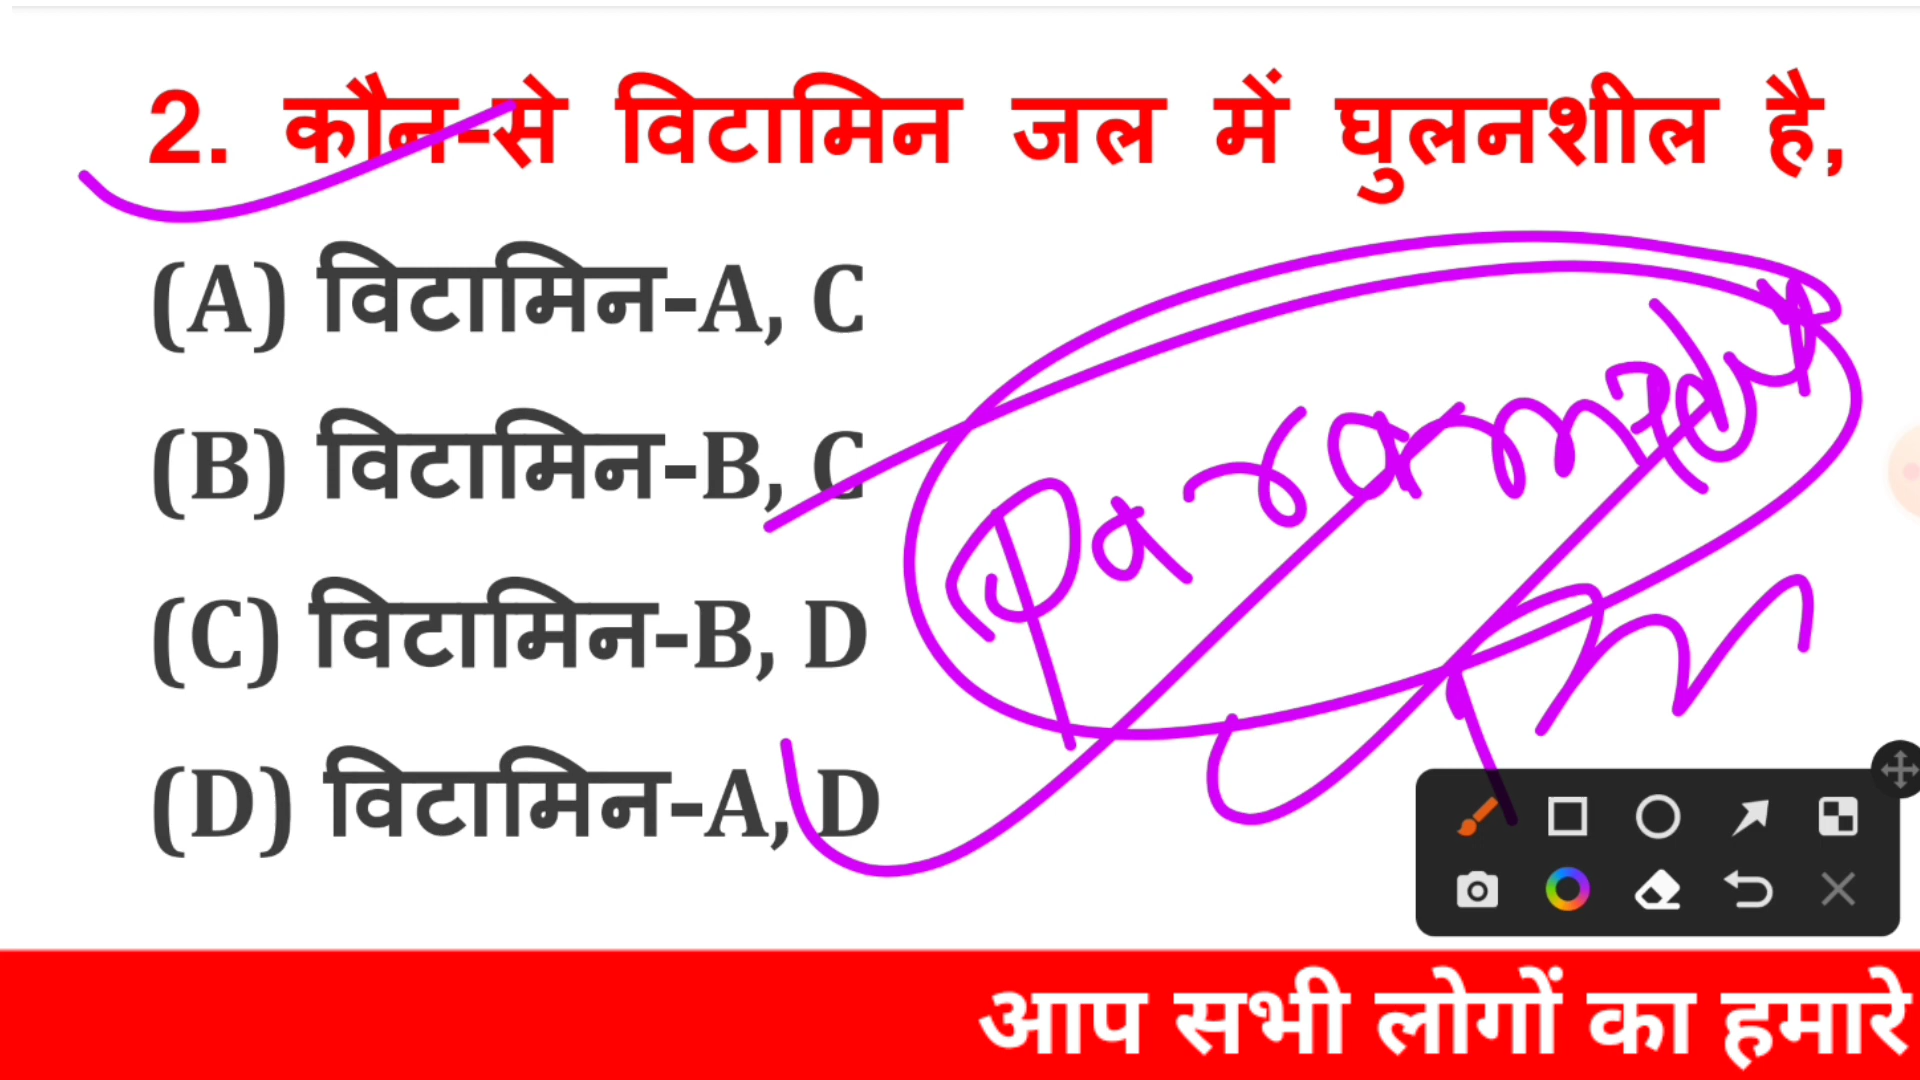 2. कौन-से विटामिन जल में घुलनशील है,
(A) विटामिन-A, C
(B) विटामिन-B, C
(C) विटामिन-B, D
(D) विटामिन-A, D
आप सभी लोगों का हमारे